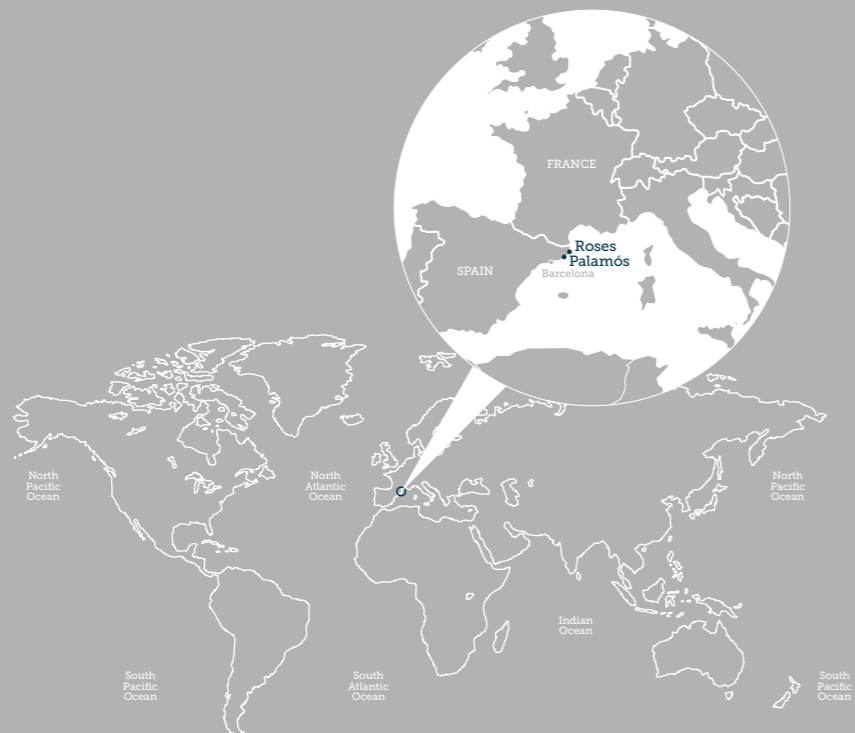 FRANCE
Roses
Palamós
SPAIN
Barcelona
North
Pacific
Ocean
North
Atlantic
Ocean
North
Pacific
Ocean
Indian
Ocean
South
Pacific
Ocean
South
Atlantic
Ocean
South
Pacific
Ocean